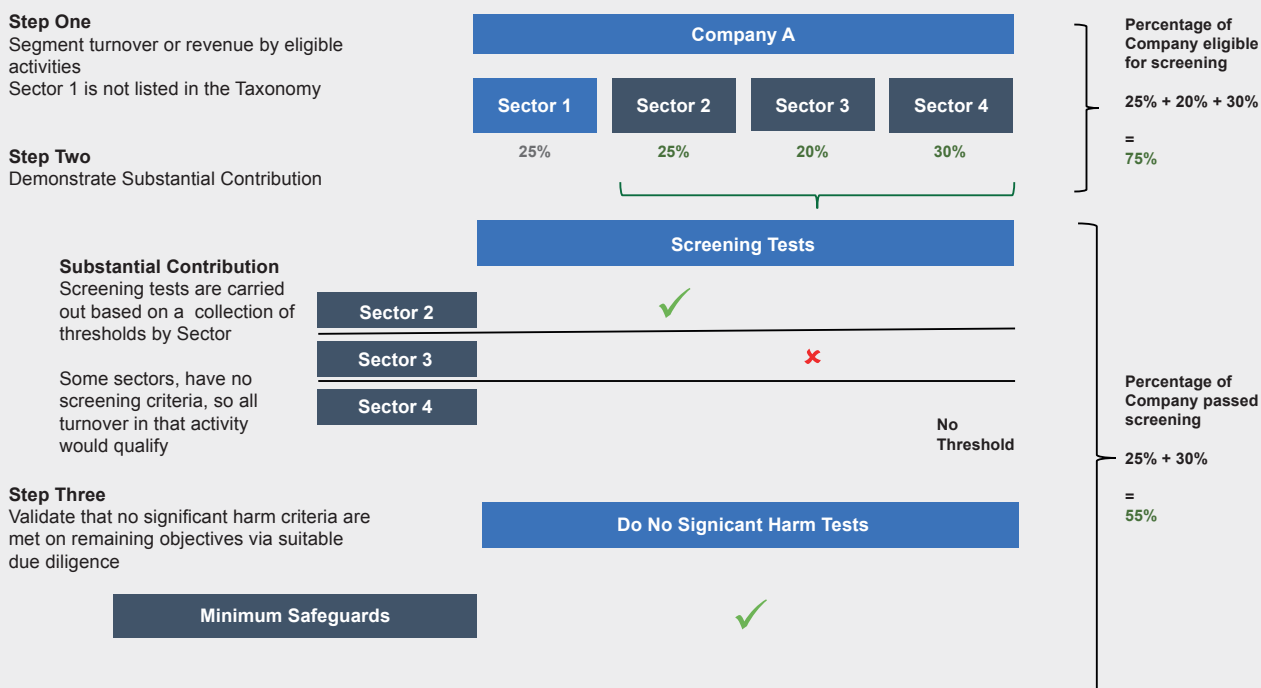 Step One
Segment turnover or revenue by eligible
activities
Sector 1 is not listed in the Taxonomy
Company A
Sector 1
Sector 2
Sector 3
Sector 4
25%
25%
20%
30%
Percentage of
Company eligible
for screening
25% + 20% + 30%
=
75%
Step Two
Demonstrate Substantial Contribution
Screening Tests
Substantial Contribution
Screening tests are carried
out based on a collection of
thresholds by Sector
Some sectors, have no
screening criteria, so all
turnover in that activity
would qualify
Sector 2
Sector 3
Sector 4
No
Threshold
Percentage of
Company passed
screening
25% + 30%
=
55%
Step Three
Validate that no significant harm criteria are
met on remaining objectives via suitable
due diligence
Do No Signicant Harm Tests
Minimum Safeguards